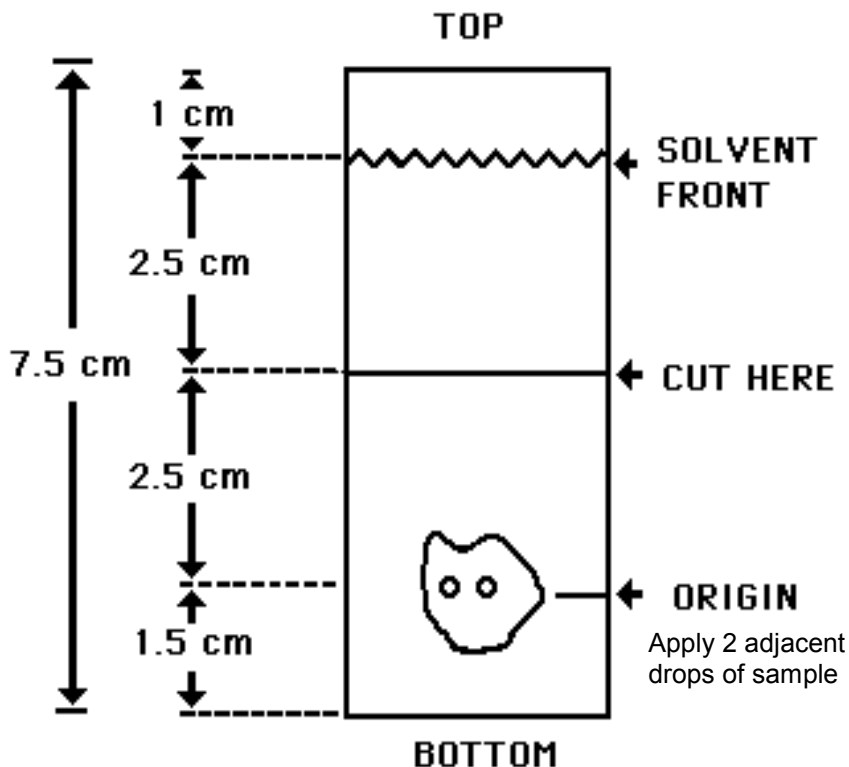 TOP
1 cm
SOLVENT
FRONT
2.5 cm
7.5 cm
CUT HERE
2.5 cm
ORIGIN
Apply 2 adjacent
drops of sample
1.5 cm
BOTTOM